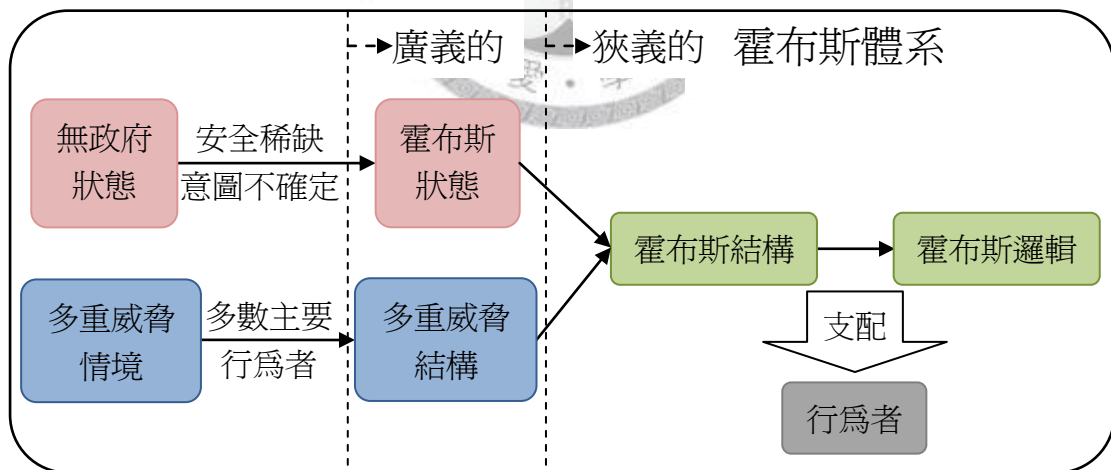 廣義的
狹義的
霍布斯體系
無政府
狀態
安全稀缺
意圖不確定
霍布斯
狀態
霍布斯結構
霍布斯邏輯
多重威脅
情境
多數主要
行爲者
多重威脅
結構
支配
行爲者